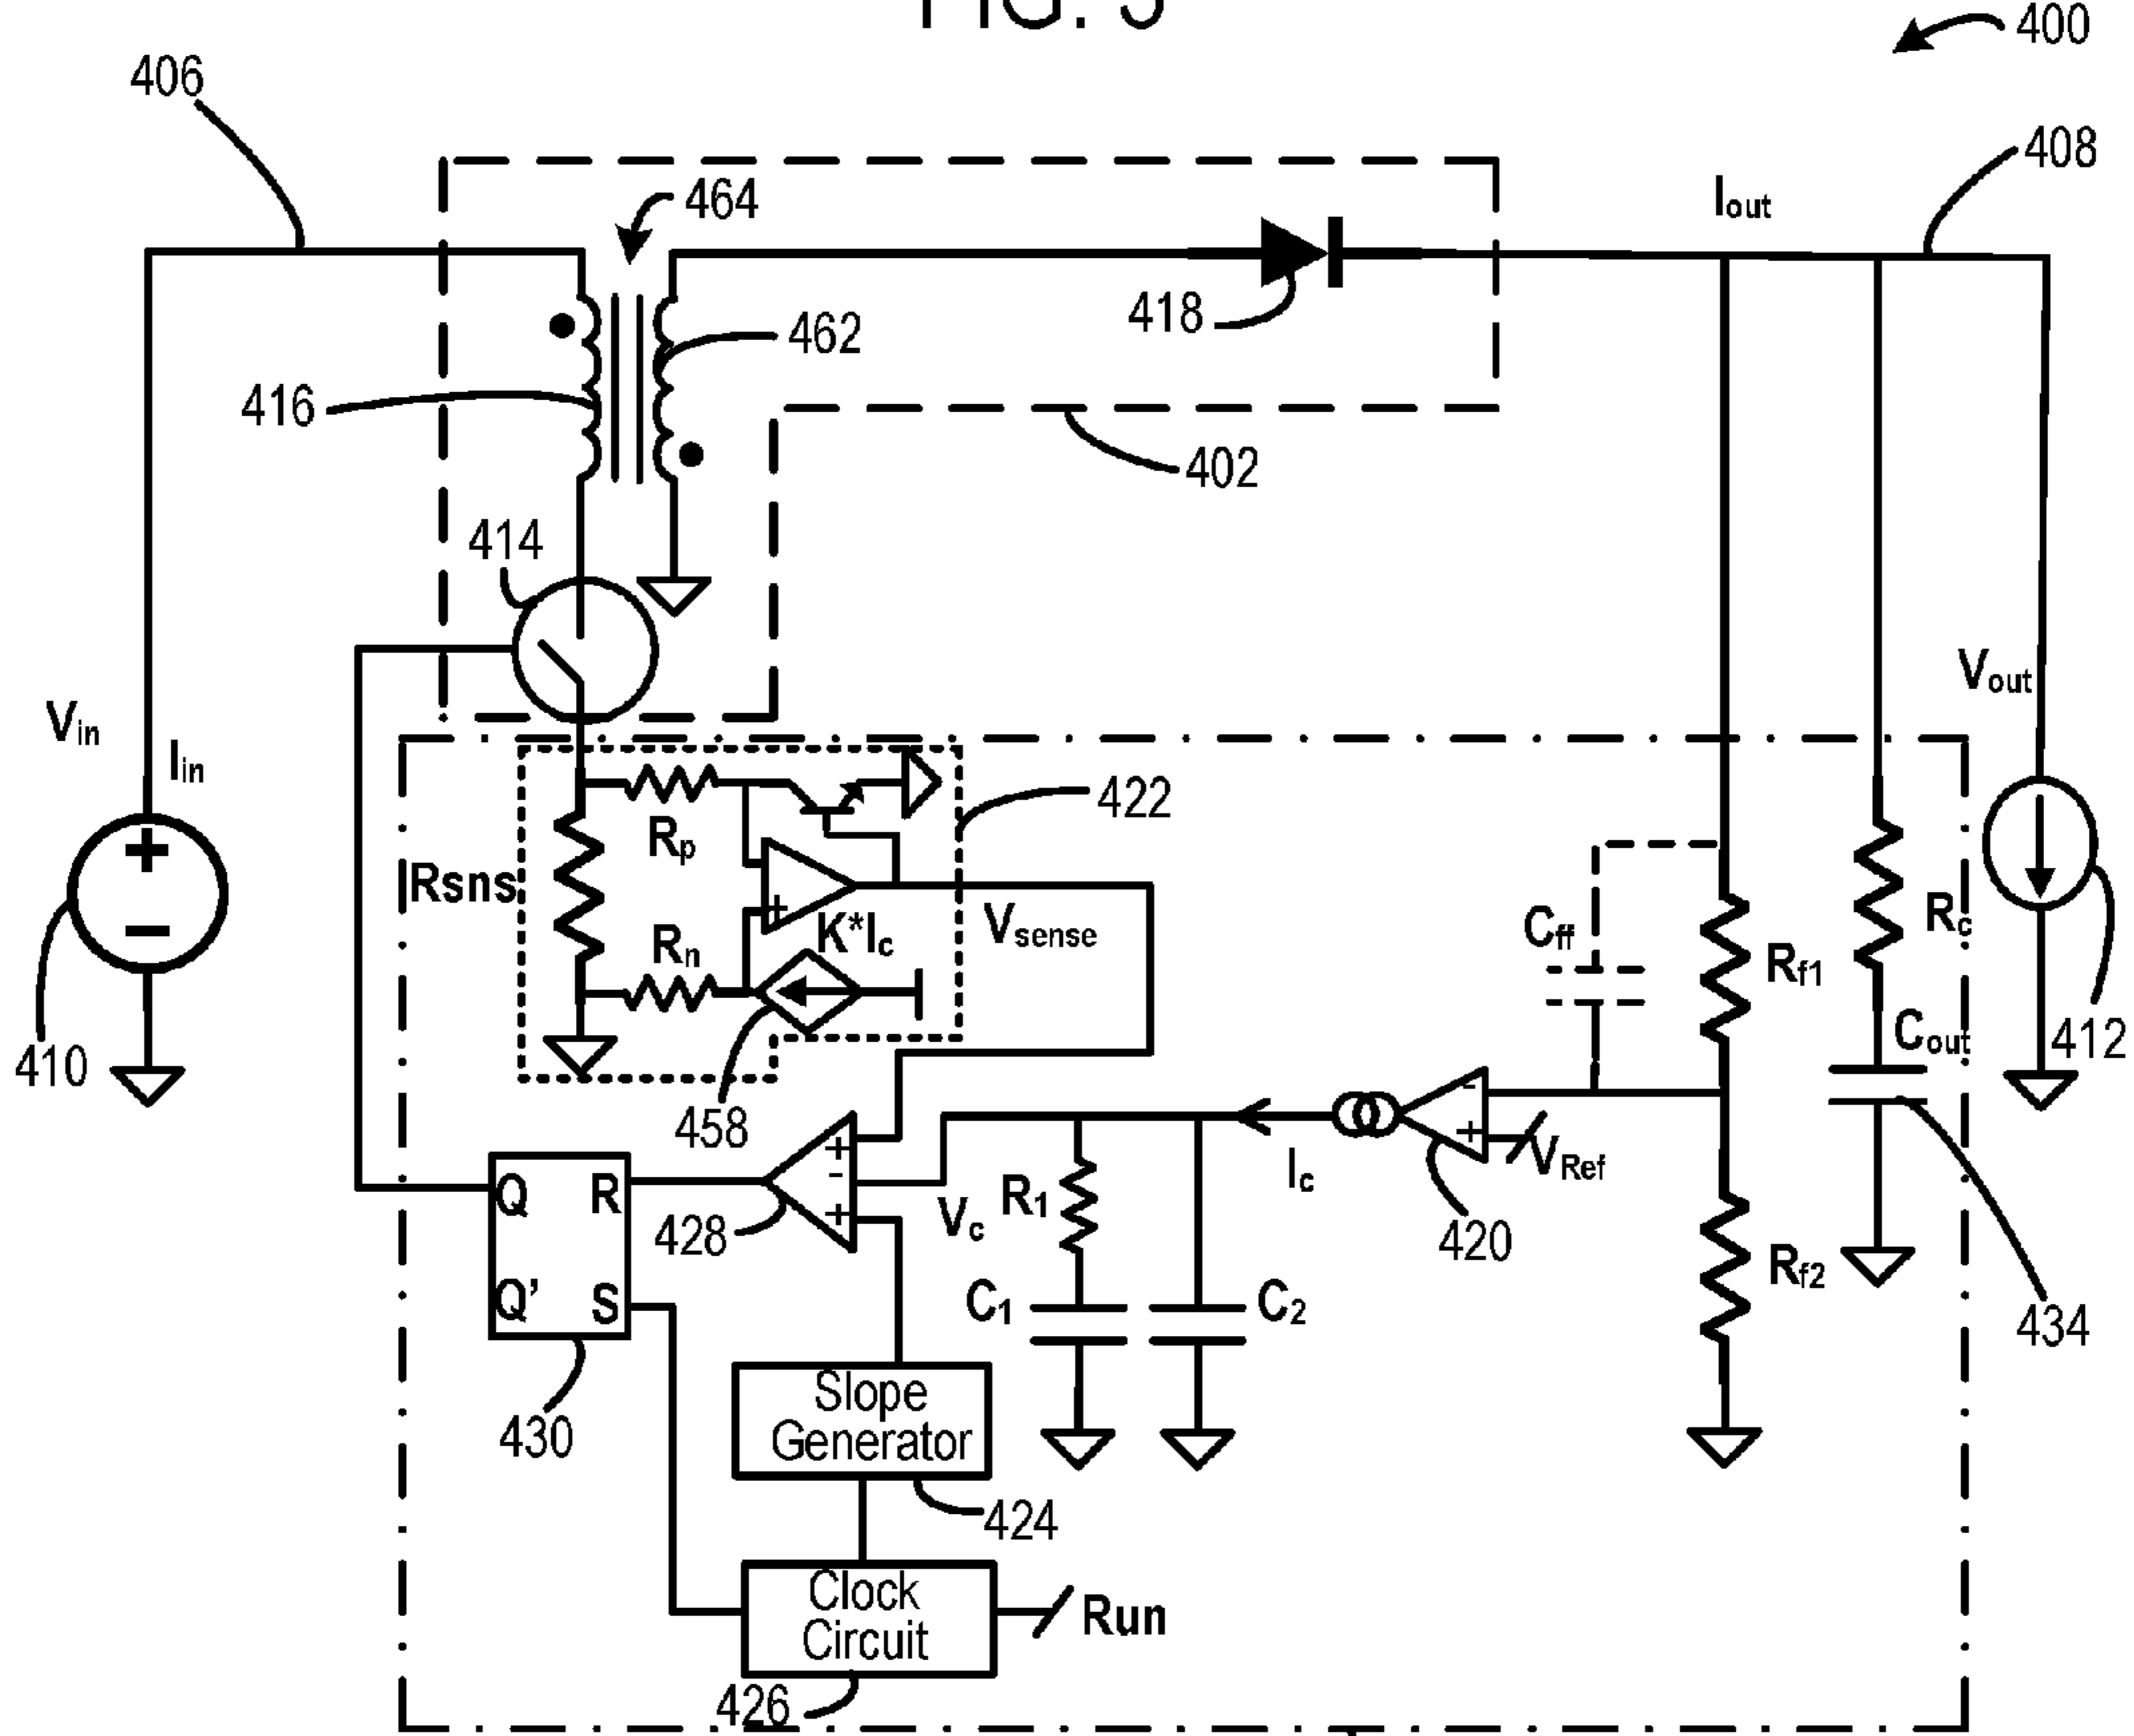 FIG. 5
400
406
408
464
Iout
418
462
416
402
414
Vout
Vin
Iin
422
Rp
Rsns
+
K*Ic
Vsense
Cff
Rc
Rn
Rf1
+
-
Cout
410
412
458
-
+
VRef
Ic
+
-
+
Q
R
428
Vc
R1
420
Rf2
Q'
S
C1
C2
434
Slope
Generator
430
424
Clock
Circuit
Run
426